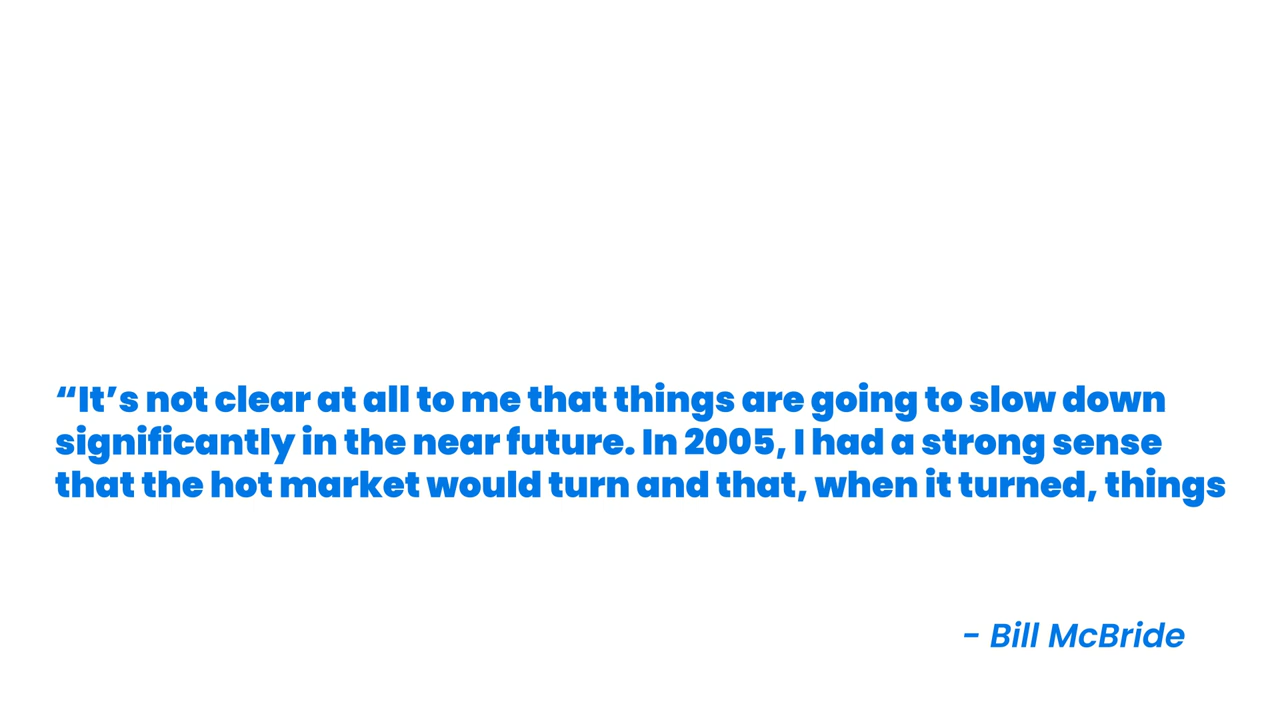 “It’s not clear at all to me that things are going to slow down
significantly in the near future. In 2005, I had a strong sense
that the hot market would turn and that, when it turned, things
- Bill McBride